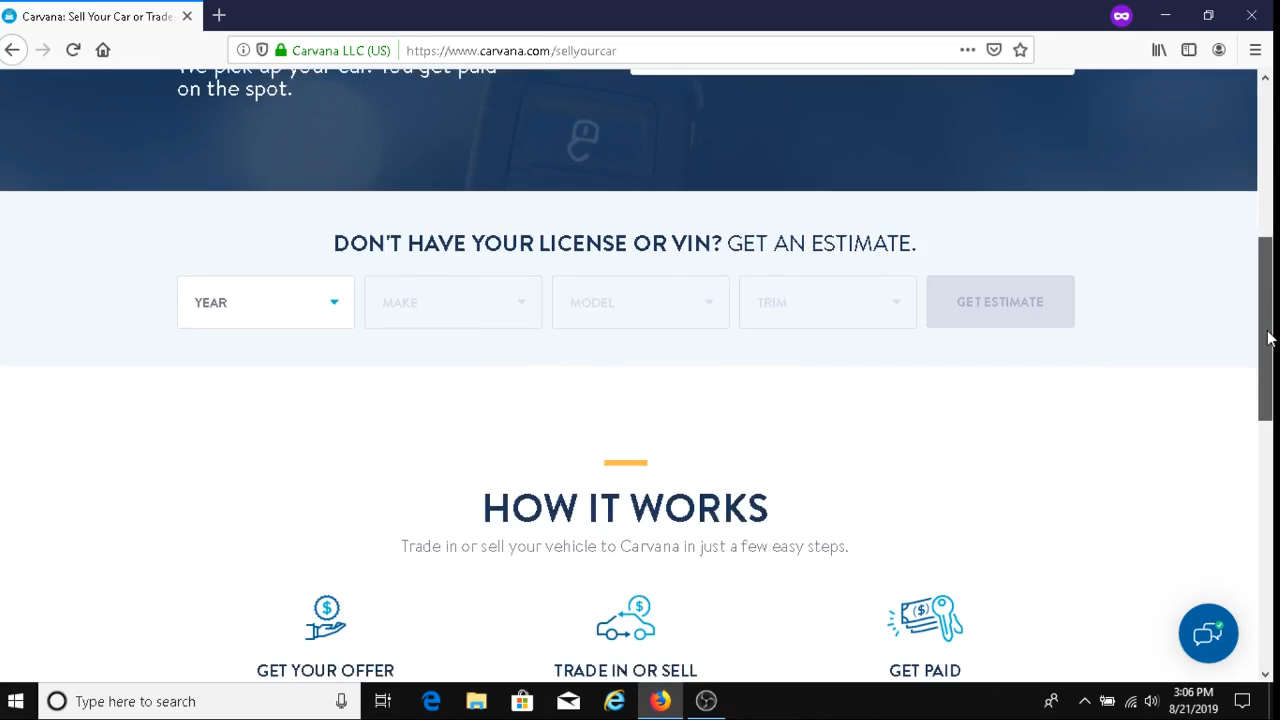 Carvana: Sell Your Car or Trade
Carvana LLC (US)
https://www.carvana.com/sellyourcar
We pick up your car. You get paid
on the spot.
DON'T HAVE YOUR LICENSE OR VIN? GET AN ESTIMATE.
YEAR
MAKE
MODEL
TRIM
GET ESTIMATE
HOW IT WORKS
Trade in or sell your vehicle to Carvana in just a few easy steps.
GET YOUR OFFER
TRADE IN OR SELL
GET PAID
Type here to search
3:06 PM
8/21/2019